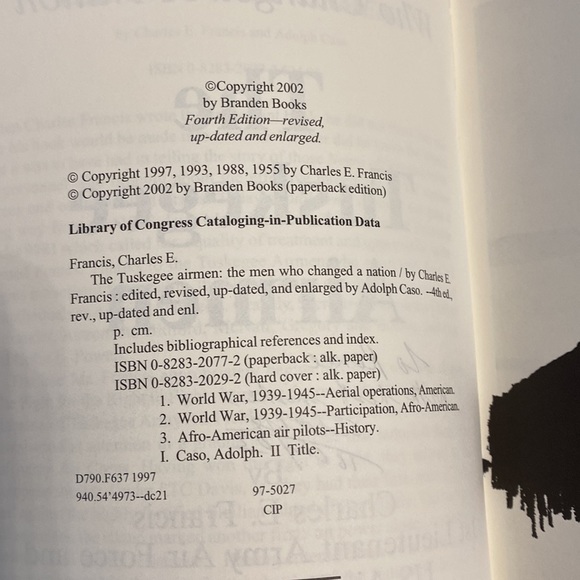 ©Copyright 2002
by Branden Books
Fourth Edition—revised,
up-dated and enlarged.
© Copyright 1997, 1993, 1988, 1955 by Charles E. Francis
© Copyright 2002 by Branden Books (paperback edition)
Library of Congress Cataloging-in-Publication Data
Francis, Charles E.
The Tuskegee airmen: the men who changed a nation / by Charles E.
Francis : edited, revised, up-dated, and enlarged by Adolph Caso. --4th ed.,
rev., up-dated and enl.
p. cm.
Includes bibliographical references and index.
ISBN 0-8283-2077-2 (paperback : alk. paper)
ISBN 0-8283-2029-2 (hard cover : alk. paper)
1. World War, 1939-1945--Aerial operations, American.
2. World War, 1939-1945--Participation, Afro-American.
3. Afro-American air pilots--History.
I. Caso, Adolph. II Title.
D790.F637 1997
940.54'4973--dc21 97-5027
CIP